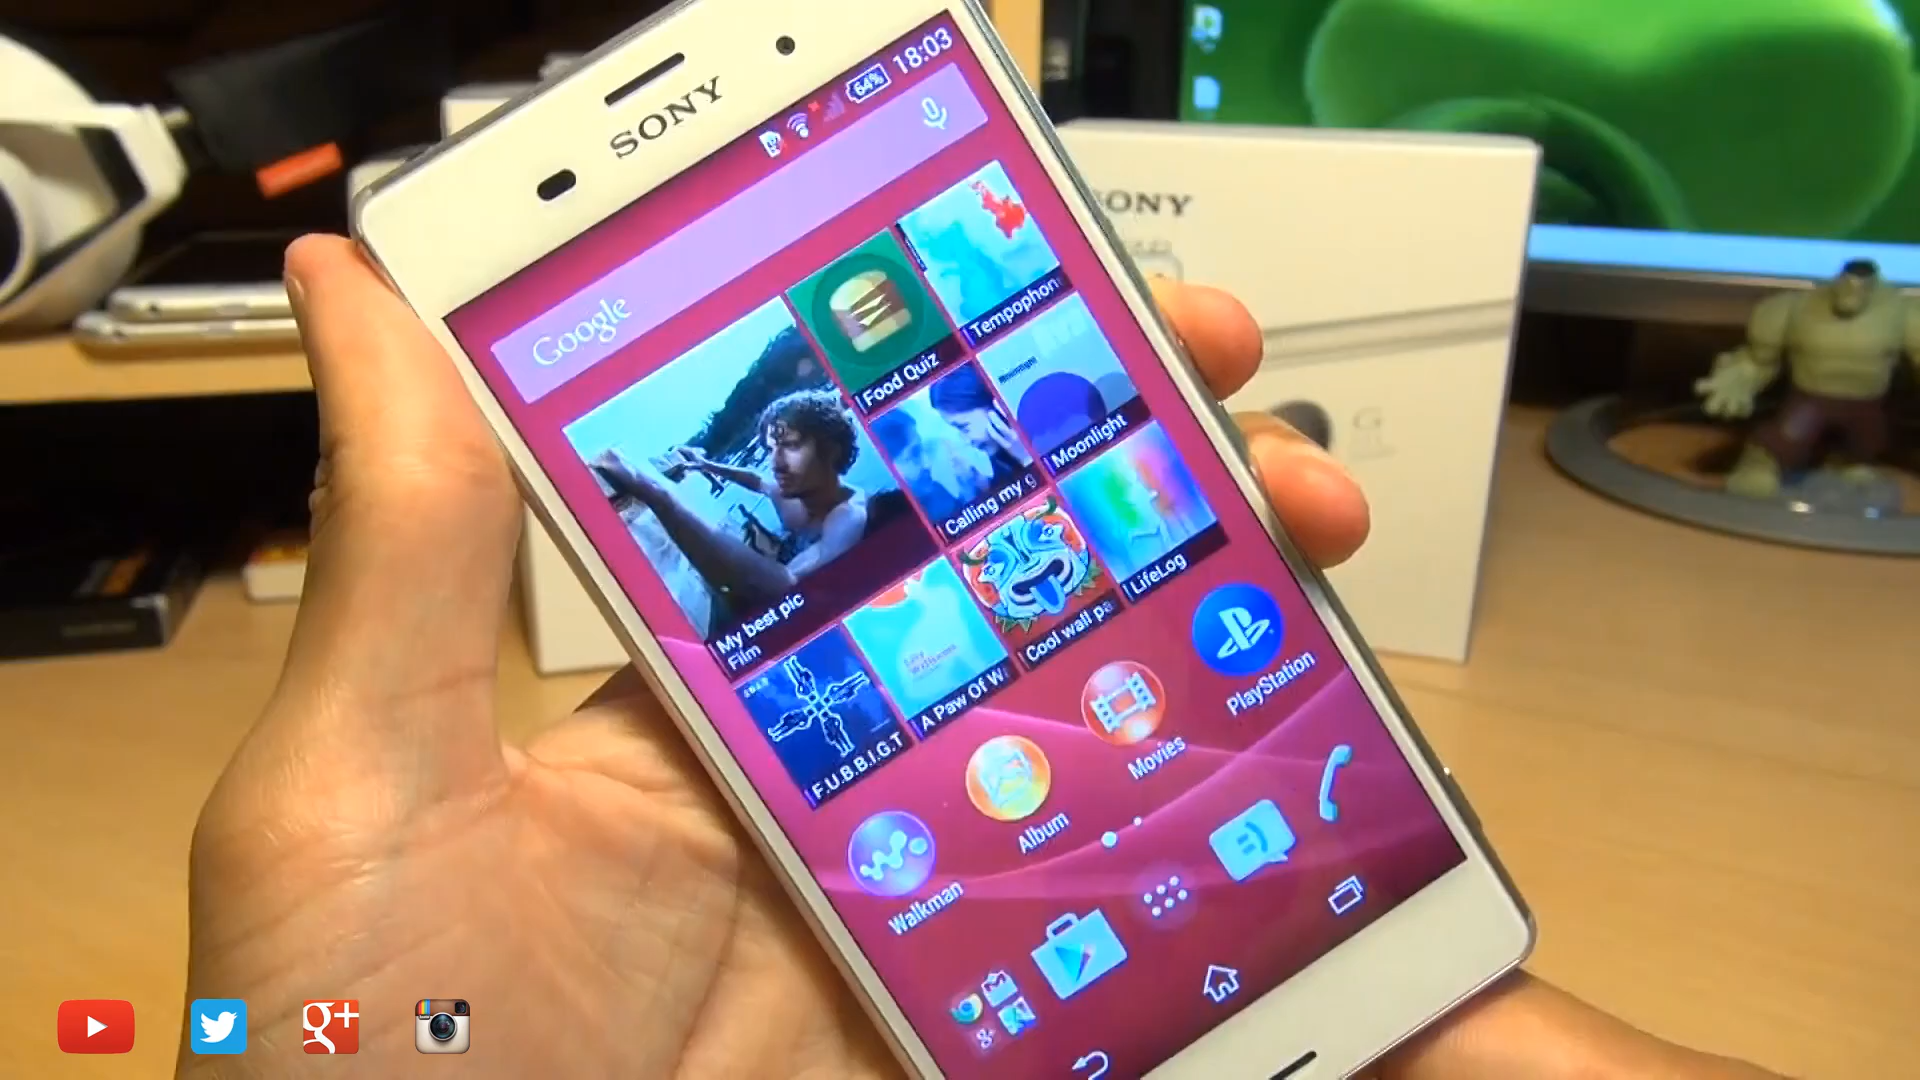 SONY
64%
18:03
Google
SONY
Food Quiz
Tempophon
My best pic
Film
Calling my g
Moonlight
F.U.B.B.I.G.T
A Paw Of W
Cool wall pa
LifeLog
Walkman
Album
Movies
PlayStation
g+
g+